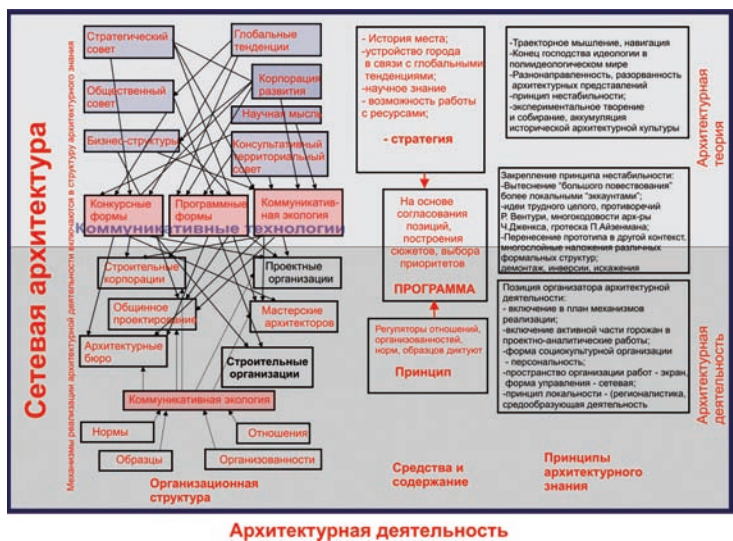 Сетевая архитектура
Механизмы реализации архитектурной деятельности включаются в структуру архитектурного знания
Стратегический
совет
Глобальные
тенденции
Общественный
совет
Корпорация
развития
Научная мысль
Бизнес-структуры
Консультативный
территориальный
совет
Конкурсные
формы
Программные
формы
Коммуникатив-
ная экология
Коммуникативные технологии
Строительные
корпорации
Проектные
организации
Общинное
проектирование
Мастерские
архитекторов
Архитектурные
бюро
Строительные
организации
Коммуникативная экология
Нормы
Отношения
Образцы
Организованности
Организационная
структура
- История места;
-устройство города
в связи с глобальными
тенденциями;
-научное знание
- возможность работы
с ресурсами;
- стратегия
На основе
согласования
позиций,
построения
сюжетов, выбора
приоритетов
ПРОГРАММА
Регуляторы отношений,
организованностей,
норм, образцов диктуют
Принцип
Средства и
содержание
-Траекторное мышление, навигация
-Конец господства идеологии в
полиидеологическом мире
-Разнонаправленность, разорванность
архитектурных представлений
-принцип нестабильности;
-экспериментальное творение
и собирание, аккумуляция
исторической архитектурной культуры
Закрепление принципа нестабильности:
-Вытеснение "большого повествования"
более локальными "эккаунтами";
-идеи трудного целого, противоречий
Р. Вентури, многокодовости арх-ры
Ч.Дженкса, гротеска П.Айзенмана;
-Перенесение прототипа в другой контекст,
многослойные наложения различных
формальных структур;
демонтаж, инверсии, искажения
Позиция организатора архитектурной
деятельности:
- включение в план механизмов
реализации;
-включение активной части горожан в
проектно-аналитические работы;
-форма социокультурной организации
- персональность;
-пространство организации работ - экран,
форма управления - сетевая;
-принцип локальности - (регионалистика,
средообразующая деятельность
Принципы
архитектурного
знания
Архитектурная
теория
Архитектурная
деятельность
Архитектурная деятельность